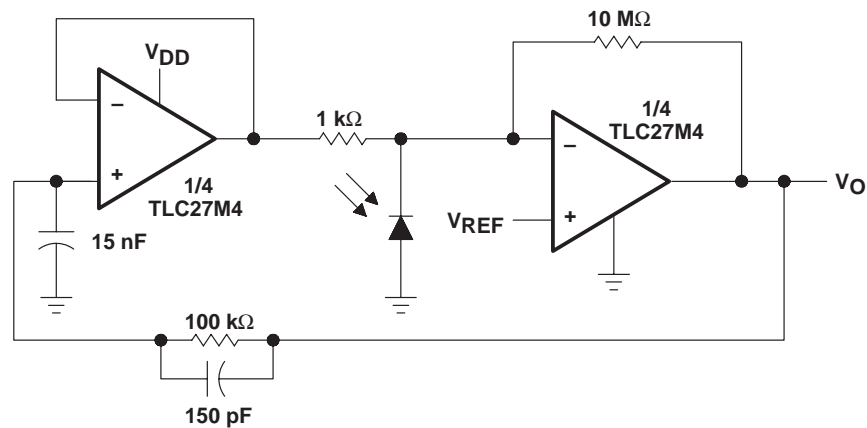 10 MΩ
V_DD
−
1 kΩ
1/4
TLC27M4
−
+
1/4
TLC27M4
V_O
15 nF
V_REF
+
100 kΩ
150 pF